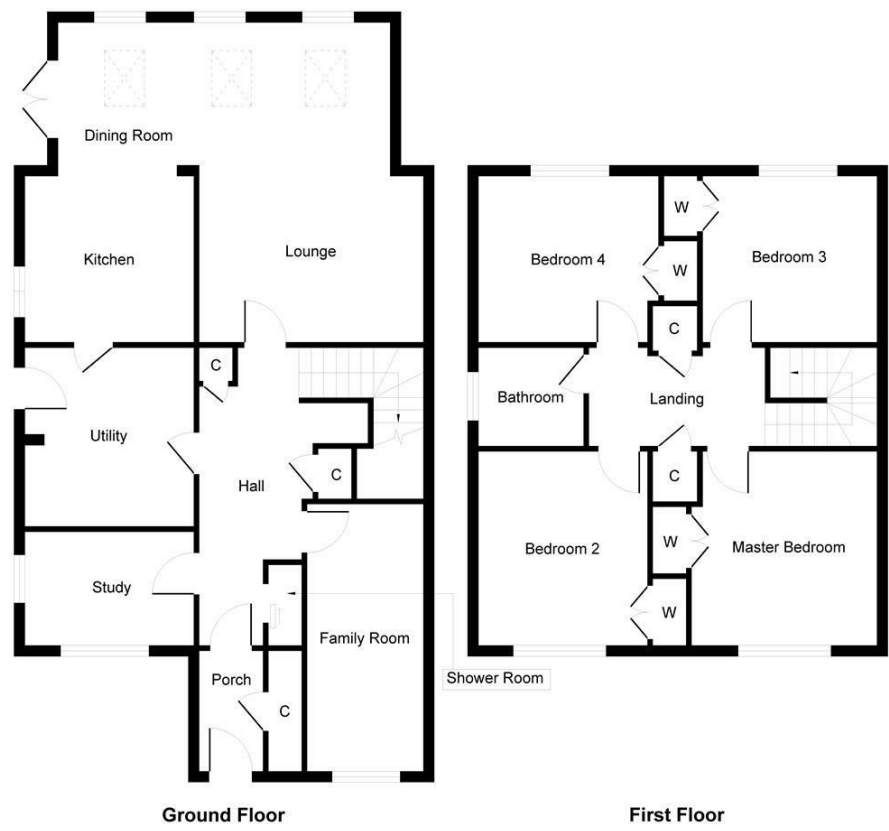 Dining Room
Kitchen
Lounge
C
Utility
C
Hall
Study
Family Room
Porch
C
Shower Room
Ground Floor
W
Bedroom 4
W
Bedroom 3
C
Bathroom
Landing
C
Bedroom 2
W
Master Bedroom
W
First Floor